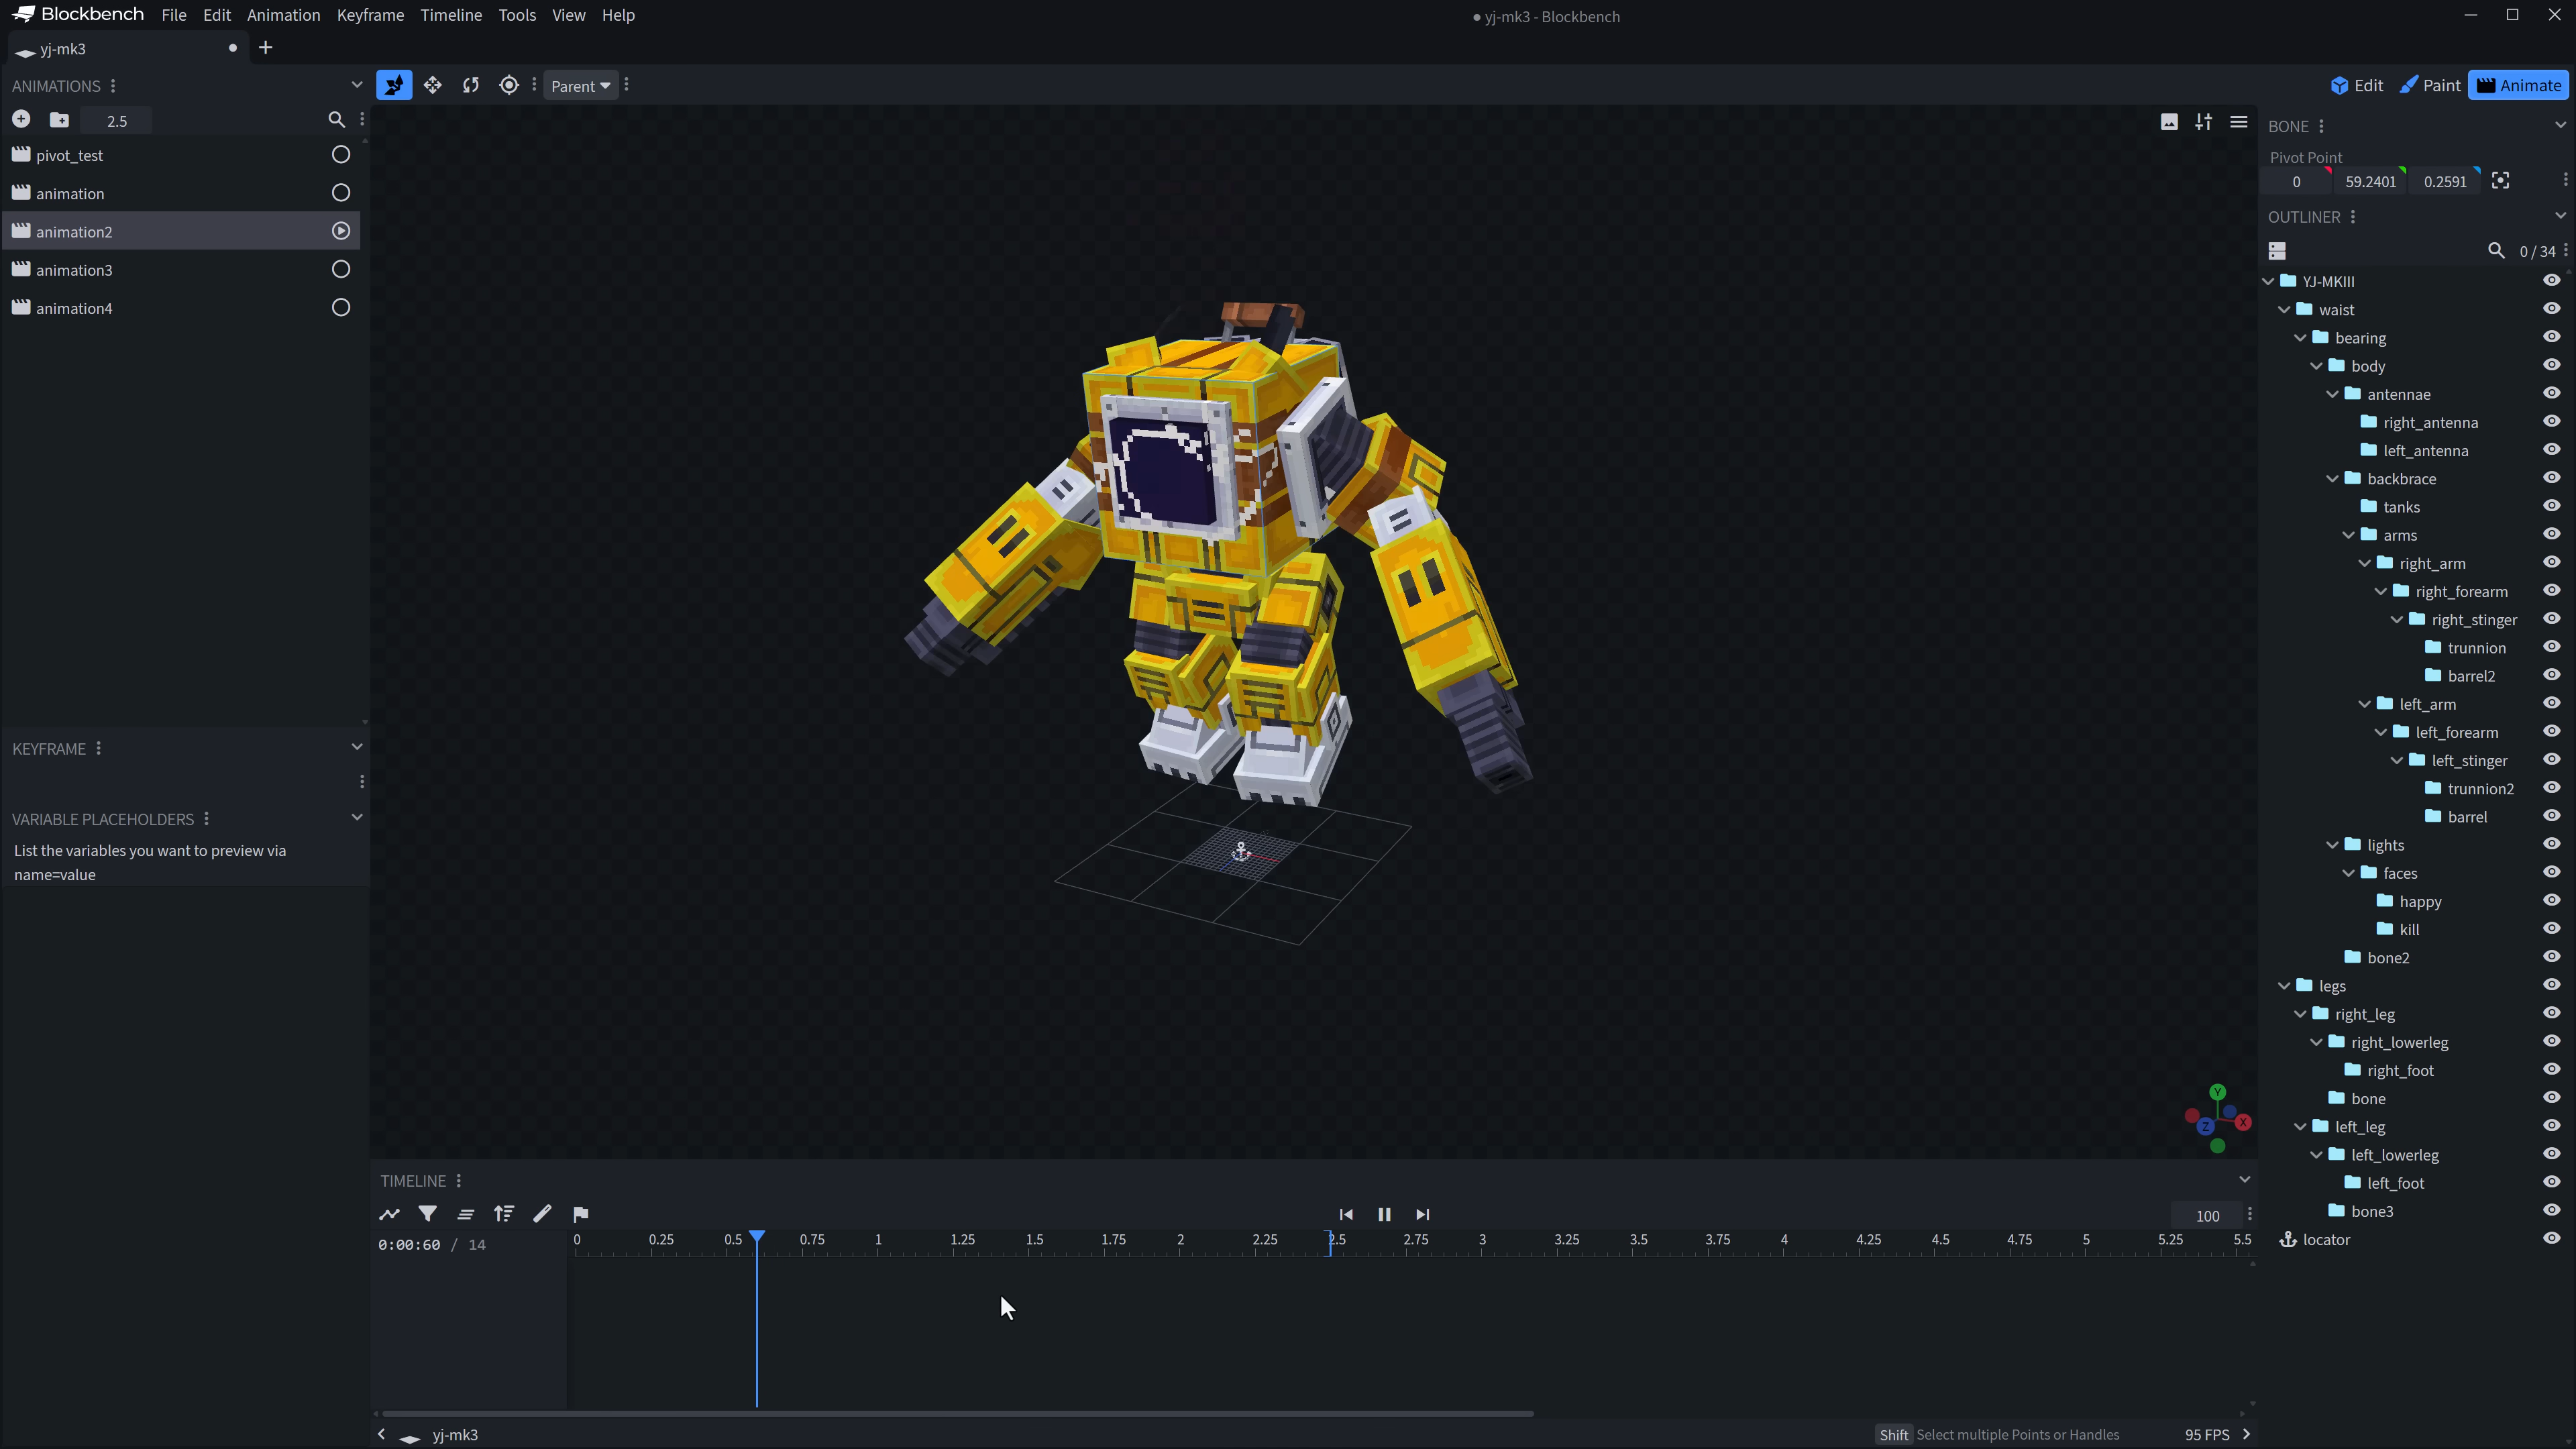 Blockbench File Edit Animation Keyframe Timeline Tools View Help
● yj-mk3 - Blockbench
yj-mk3
ANIMATIONS
Parent
Edit Paint Animate
2.5
pivot_test
animation
animation2
animation3
animation4
KEYFRAME
VARIABLE PLACEHOLDERS
List the variables you want to preview via
name=value
BONE
Pivot Point
0 59.2401 0.2591
OUTLINER
0 / 34
YJ-MKIII
waist
bearing
body
antennae
right_antenna
left_antenna
backbrace
tanks
arms
right_arm
right_forearm
right_stinger
trunnion
barrel2
left_arm
left_forearm
left_stinger
trunnion2
barrel
lights
faces
happy
kill
bone2
legs
right_leg
right_lowerleg
right_foot
bone
left_leg
left_lowerleg
left_foot
bone3
locator
Y
Z X
TIMELINE
100
0:00:60 / 14
0 0.25 0.5 0.75 1 1.25 1.5 1.75 2 2.25 2.5 2.75 3 3.25 3.5 3.75 4 4.25 4.5 4.75 5 5.25 5.5
yj-mk3
Shift Select multiple Points or Handles 95 FPS